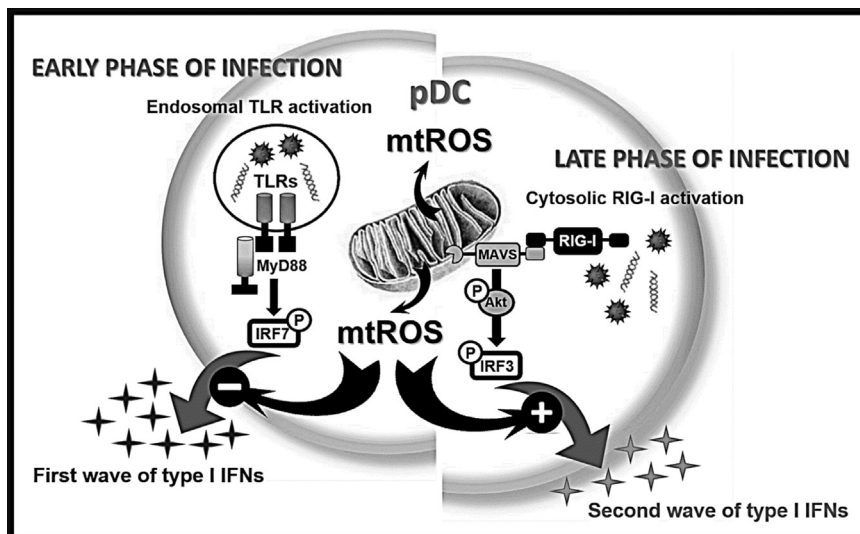 EARLY PHASE OF INFECTION
Endosomal TLR activation
TLRs
MyD88
IRF7
P
First wave of type I IFNs
pDC
mtROS
mtROS
−
+
LATE PHASE OF INFECTION
Cytosolic RIG-I activation
RIG-I
MAVS
P
Akt
P
IRF3
Second wave of type I IFNs